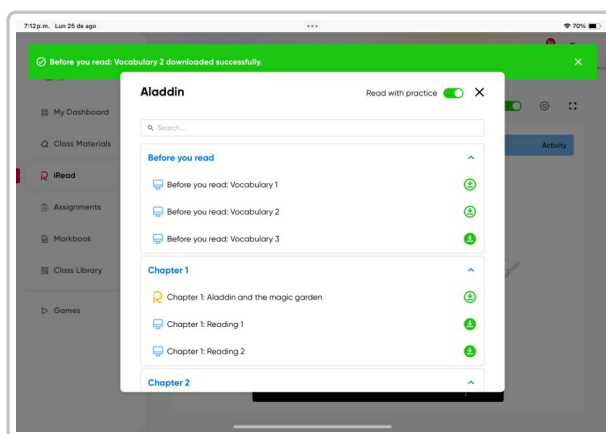 7:12 p.m. Lun 25 de ago
70%
Before you read: Vocabulary 2 downloaded successfully.
Aladdin
Read with practice
Search...
My Dashboard
Class Materials
iRead
Assignments
Markbook
Class Library
Games
Activity
Before you read
Before you read: Vocabulary 1
Before you read: Vocabulary 2
Before you read: Vocabulary 3
Chapter 1
Chapter 1: Aladdin and the magic garden
Chapter 1: Reading 1
Chapter 1: Reading 2
Chapter 2